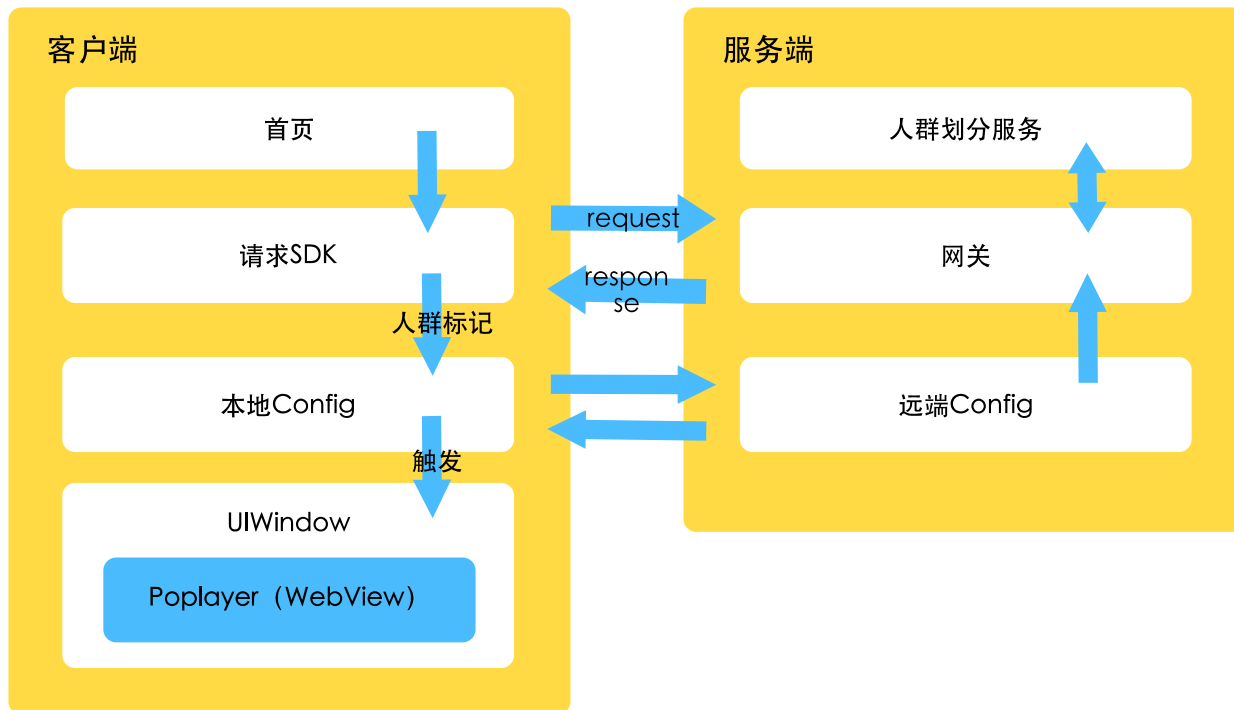 客户端
首页
请求SDK
人群标记
本地Config
触发
UIWindow
Poplayer（WebView）
request
respon
se
服务端
人群划分服务
网关
远端Config